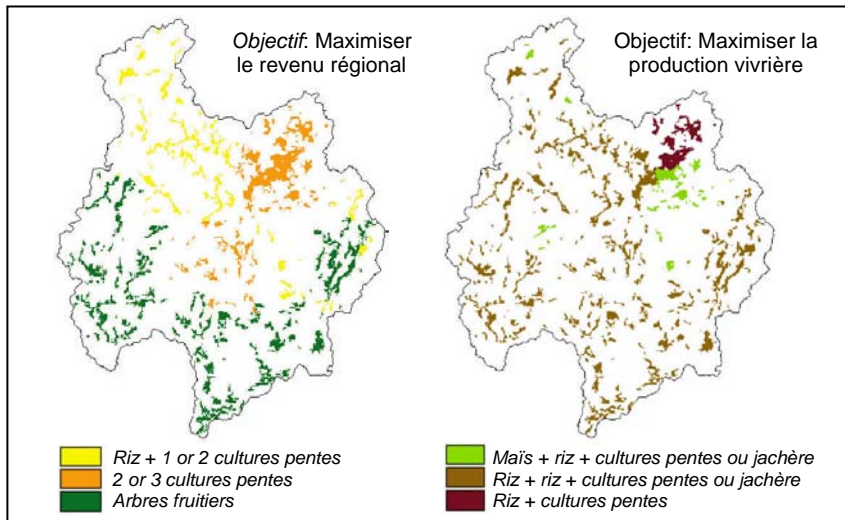 Objectif: Maximiser
le revenu régional
Objectif: Maximiser la
production vivrière
Riz + 1 or 2 cultures pentes
2 or 3 cultures pentes
Arbres fruitiers
Maïs + riz + cultures pentes ou jachère
Riz + riz + cultures pentes ou jachère
Riz + cultures pentes